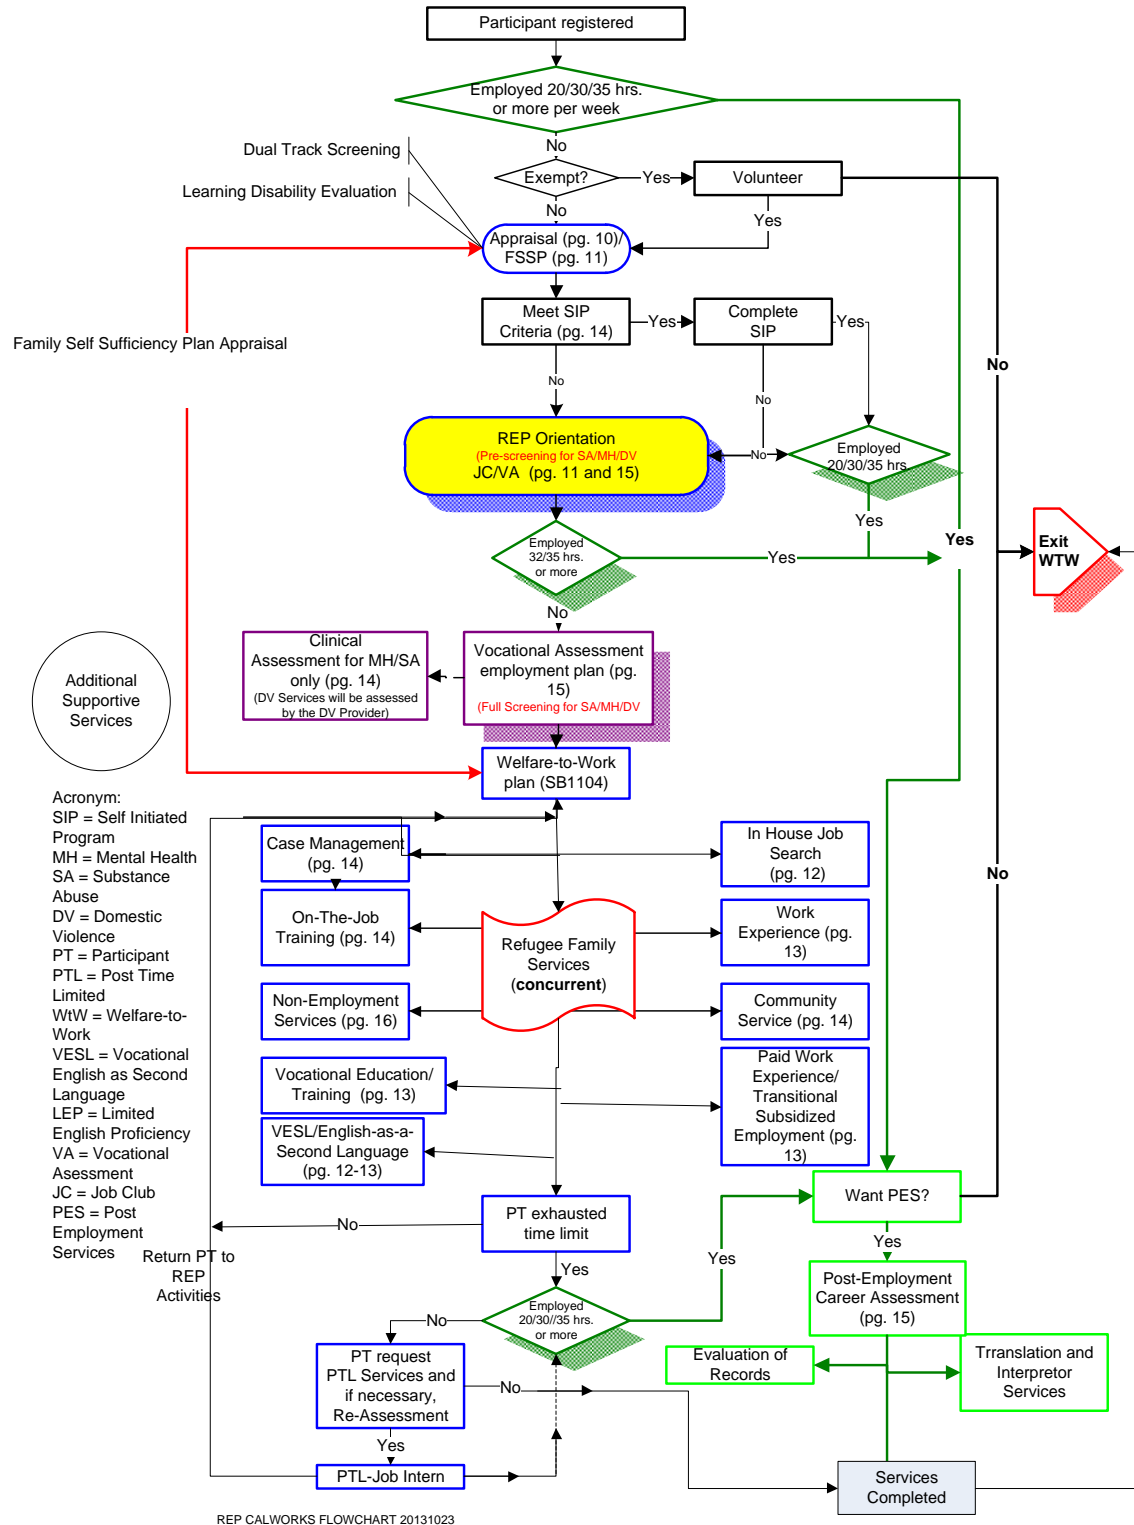 Participant registered
Employed 20/30/35 hrs.
or more per week
No
Dual Track Screening
Learning Disability Evaluation
Exempt?
Yes
Volunteer
No
Yes
Appraisal (pg. 10)/
FSSP (pg. 11)
Meet SIP
Criteria (pg. 14)
Yes
Complete
SIP
Yes
Family Self Sufficiency Plan Appraisal
No
No
No
REP Orientation
(Pre-screening for SA/MH/DV
JC/VA  (pg. 11 and 15)
No
Employed
20/30/35 hrs.
Yes
Yes
Employed
32/35 hrs.
or more
Yes
Exit
WTW
No
Clinical
Assessment for MH/SA
only (pg. 14)
(DV Services will be assessed
by the DV Provider)
Vocational Assessment
employment plan (pg.
15)
(Full Screening for SA/MH/DV
Additional
Supportive
Services
Welfare-to-Work
plan (SB1104)
Acronym:
SIP = Self Initiated
Program
MH = Mental Health
SA = Substance
Abuse
DV = Domestic
Violence
PT = Participant
PTL = Post Time
Limited
WtW = Welfare-to-
Work
VESL = Vocational
English as Second
Language
LEP = Limited
English Proficiency
VA = Vocational
Asessment
JC = Job Club
PES = Post
Employment
Services
Case Management
(pg. 14)
In House Job
Search
(pg. 12)
No
On-The-Job
Training (pg. 14)
Refugee Family
Services
(concurrent)
Work
Experience (pg.
13)
Non-Employment
Services (pg. 16)
Community
Service (pg. 14)
Vocational Education/
Training  (pg. 13)
Paid Work
Experience/
Transitional
Subsidized
Employment (pg.
13)
VESL/English-as-a-
Second Language
(pg. 12-13)
Want PES?
PT exhausted
time limit
No
Return PT to
REP
Activities
Yes
Yes
Yes
Post-Employment
Career Assessment
(pg. 15)
Employed
20/30//35 hrs.
or more
No
PT request
PTL Services and
if necessary,
Re-Assessment
No
Evaluation of
Records
Ttranslation and
Interpretor
Services
Yes
PTL-Job Intern
Services
Completed
REP CALWORKS FLOWCHART 20131023